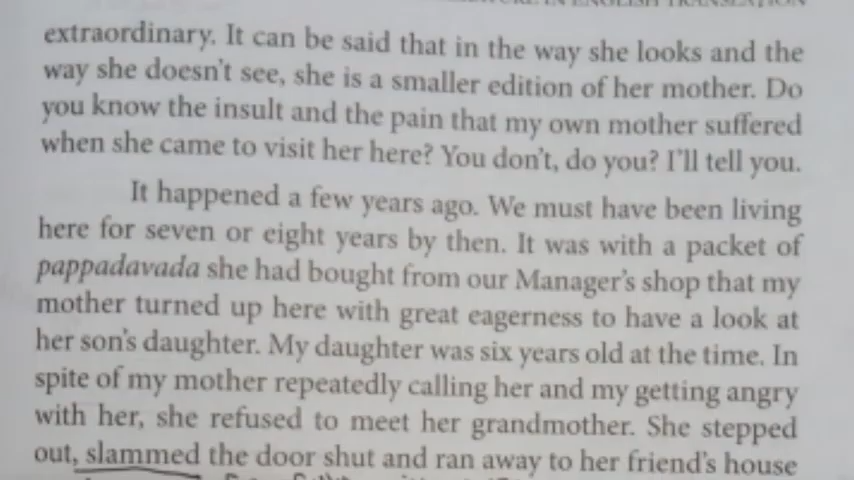 IN ENGLISH TRANSLATION
extraordinary. It can be said that in the way she looks and the
way she doesn't see, she is a smaller edition of her mother. Do
you know the insult and the pain that my own mother suffered
when she came to visit her here? You don't, do you? I'll tell you.
It happened a few years ago. We must have been living
here for seven or eight years by then. It was with a packet of
pappadavada she had bought from our Manager's shop that my
mother turned up here with great eagerness to have a look at
her son's daughter. My daughter was six years old at the time. In
spite of my mother repeatedly calling her and my getting angry
with her, she refused to meet her grandmother. She stepped
out, slammed the door shut and ran away to her friend's house